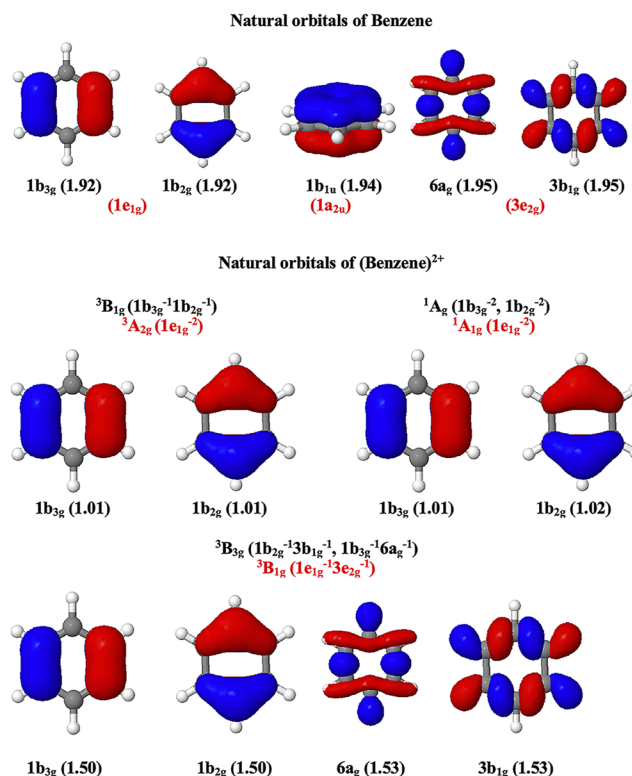 Natural orbitals of Benzene
1b₃g (1.92) 1b₂g (1.92) 1b₁u (1.94) 6ag (1.95) 3b₁g (1.95)
(1e₁g) (1a₂u) (3e₂g)
Natural orbitals of (Benzene)²⁺
³B₁g (1b₃g⁻¹1b₂g⁻¹) ¹Ag (1b₃g⁻², 1b₂g⁻²)
³A₂g (1e₁g⁻²) ¹A₁g (1e₁g⁻²)
1b₃g (1.01) 1b₂g (1.01) 1b₃g (1.01) 1b₂g (1.02)
³B₃g (1b₂g⁻¹3b₁g⁻¹, 1b₃g⁻¹6ag⁻¹)
³B₁g (1e₁g⁻¹3e₂g⁻¹)
1b₃g (1.50) 1b₂g (1.50) 6ag (1.53) 3b₁g (1.53)